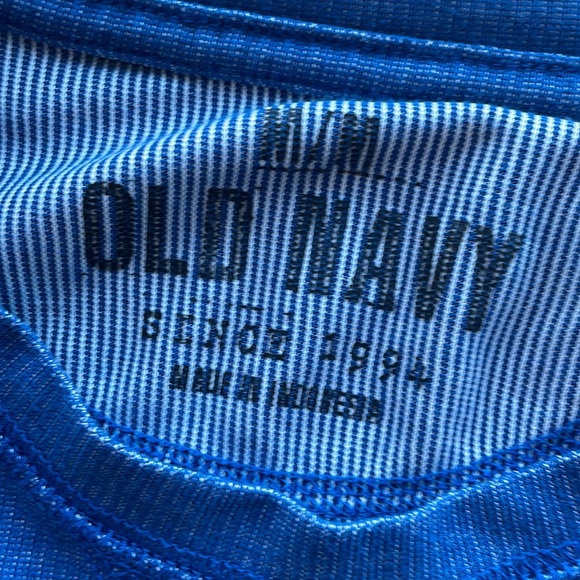 M/M
OLD NAVY
SINCE 1994
MADE IN INDONESIA